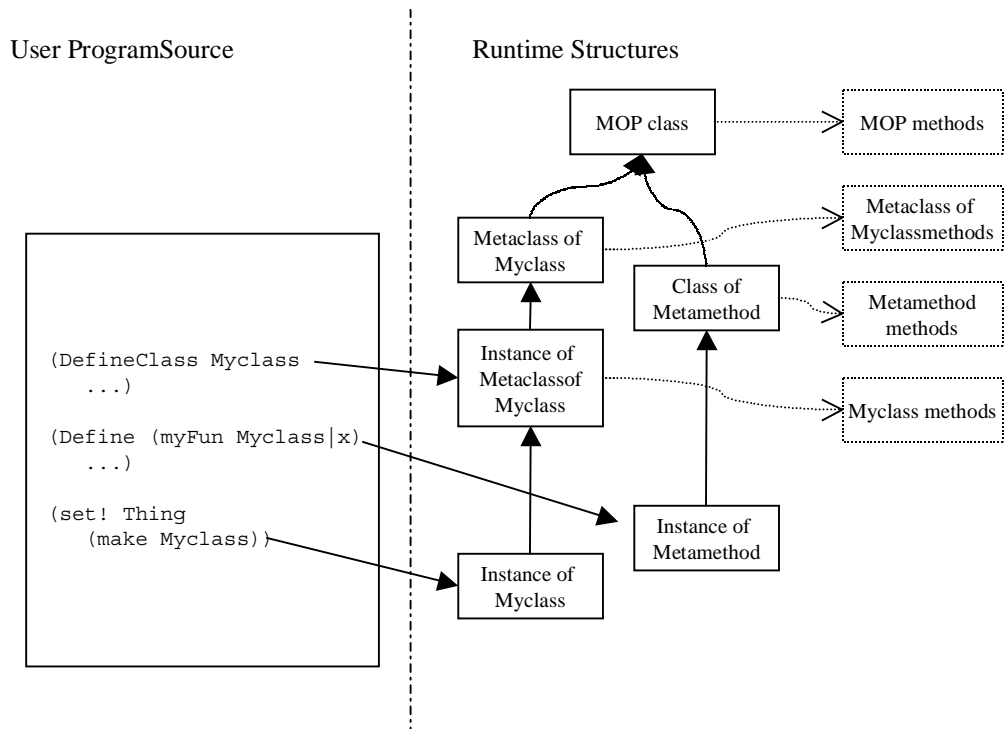 User ProgramSource
Runtime Structures
MOP class
MOP methods
Metaclass of
Myclass
Metaclass of
Myclassmethods
Class of
Metamethod
Metamethod
methods
(DefineClass Myclass
...)
Instance of
Metaclassof
Myclass
Myclass methods
(Define (myFun Myclass|x)
...)
(set! Thing
(make Myclass))
Instance of
Metamethod
Instance of
Myclass